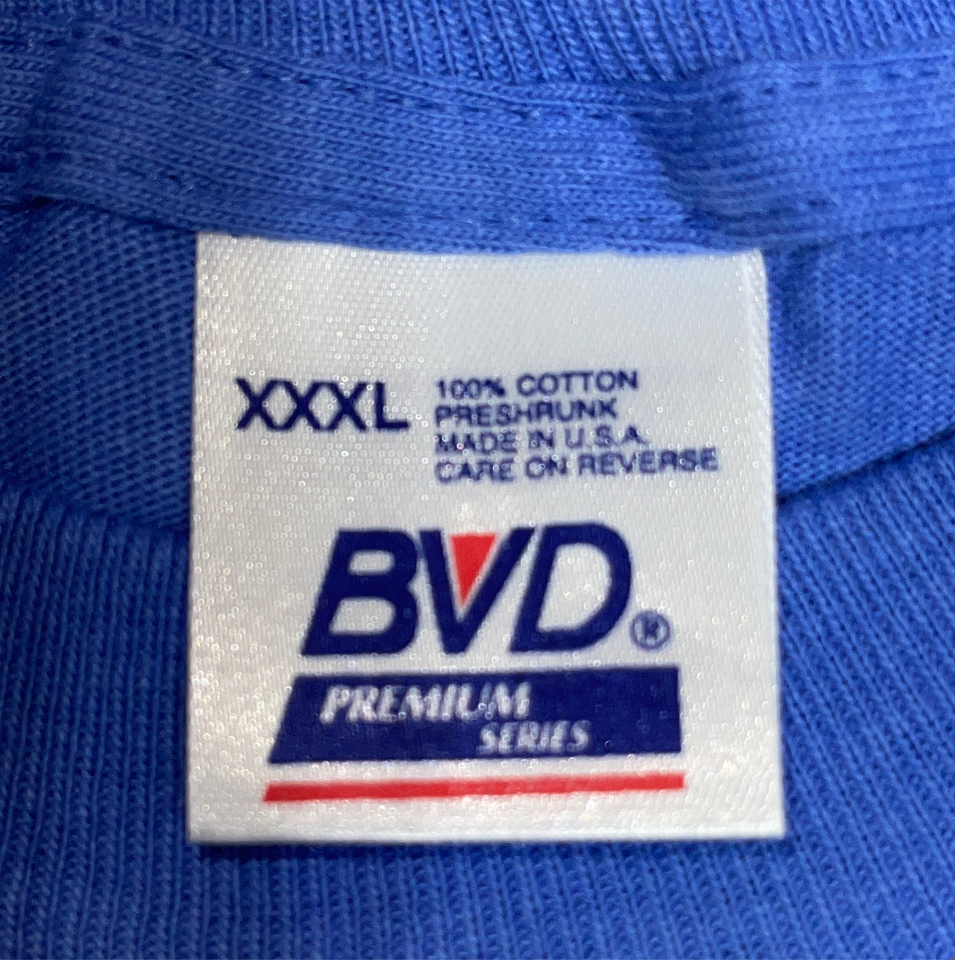 XXXL
100% COTTON
PRESHRUNK
MADE IN U.S.A.
CARE ON REVERSE
BVD®
PREMIUM
SERIES